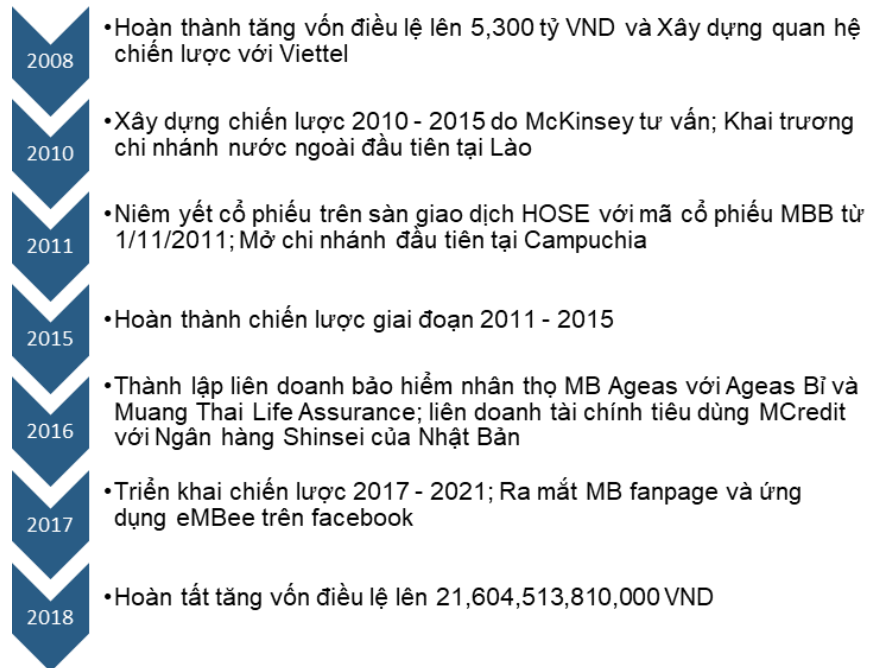 2008
•Hoàn thành tăng vốn điều lệ lên 5,300 tỷ VND và Xây dựng quan hệ
chiến lược với Viettel
2010
•Xây dựng chiến lược 2010 - 2015 do McKinsey tư vấn; Khai trương
chi nhánh nước ngoài đầu tiên tại Lào
2011
•Niêm yết cổ phiếu trên sàn giao dịch HOSE với mã cổ phiếu MBB từ
1/11/2011; Mở chi nhánh đầu tiên tại Campuchia
2015
•Hoàn thành chiến lược giai đoạn 2011 - 2015
2016
•Thành lập liên doanh bảo hiểm nhân thọ MB Ageas với Ageas Bỉ và
Muang Thai Life Assurance; liên doanh tài chính tiêu dùng MCredit
với Ngân hàng Shinsei của Nhật Bản
2017
•Triển khai chiến lược 2017 - 2021; Ra mắt MB fanpage và ứng
dụng eMBee trên facebook
2018
•Hoàn tất tăng vốn điều lệ lên 21,604,513,810,000 VND